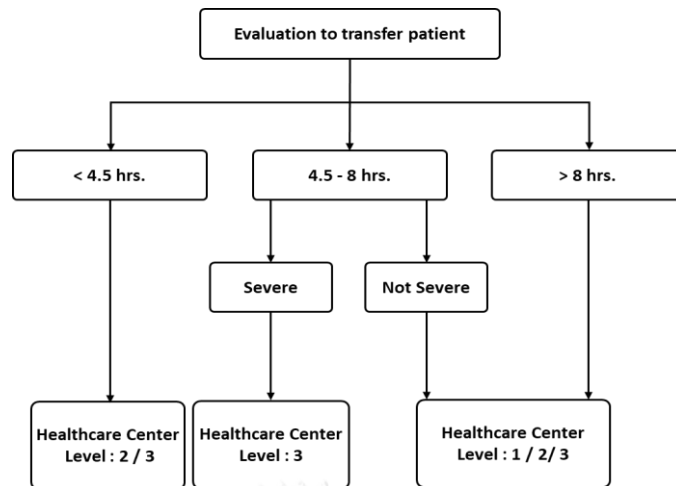 Evaluation to transfer patient
< 4.5 hrs.
4.5 - 8 hrs.
> 8 hrs.
Severe
Not Severe
Healthcare Center
Level : 2 / 3
Healthcare Center
Level : 3
Healthcare Center
Level : 1 / 2/ 3